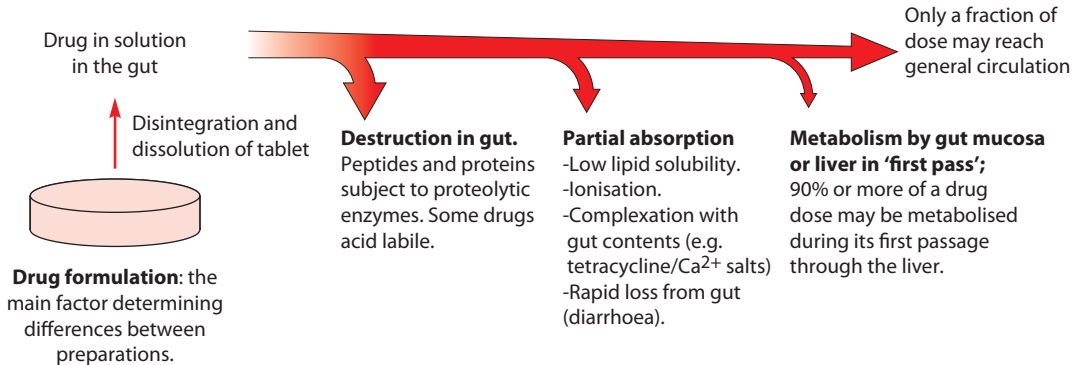 Drug in solution
in the gut
Disintegration and
dissolution of tablet
Drug formulation: the
main factor determining
differences between
preparations.
Destruction in gut.
Peptides and proteins
subject to proteolytic
enzymes. Some drugs
acid labile.
Partial absorption
-Low lipid solubility.
-Ionisation.
-Complexation with
gut contents (e.g.
tetracycline/Ca2+ salts)
-Rapid loss from gut
(diarrhoea).
Metabolism by gut mucosa
or liver in ‘first pass’;
90% or more of a drug
dose may be metabolised
during its first passage
through the liver.
Only a fraction of
dose may reach
general circulation